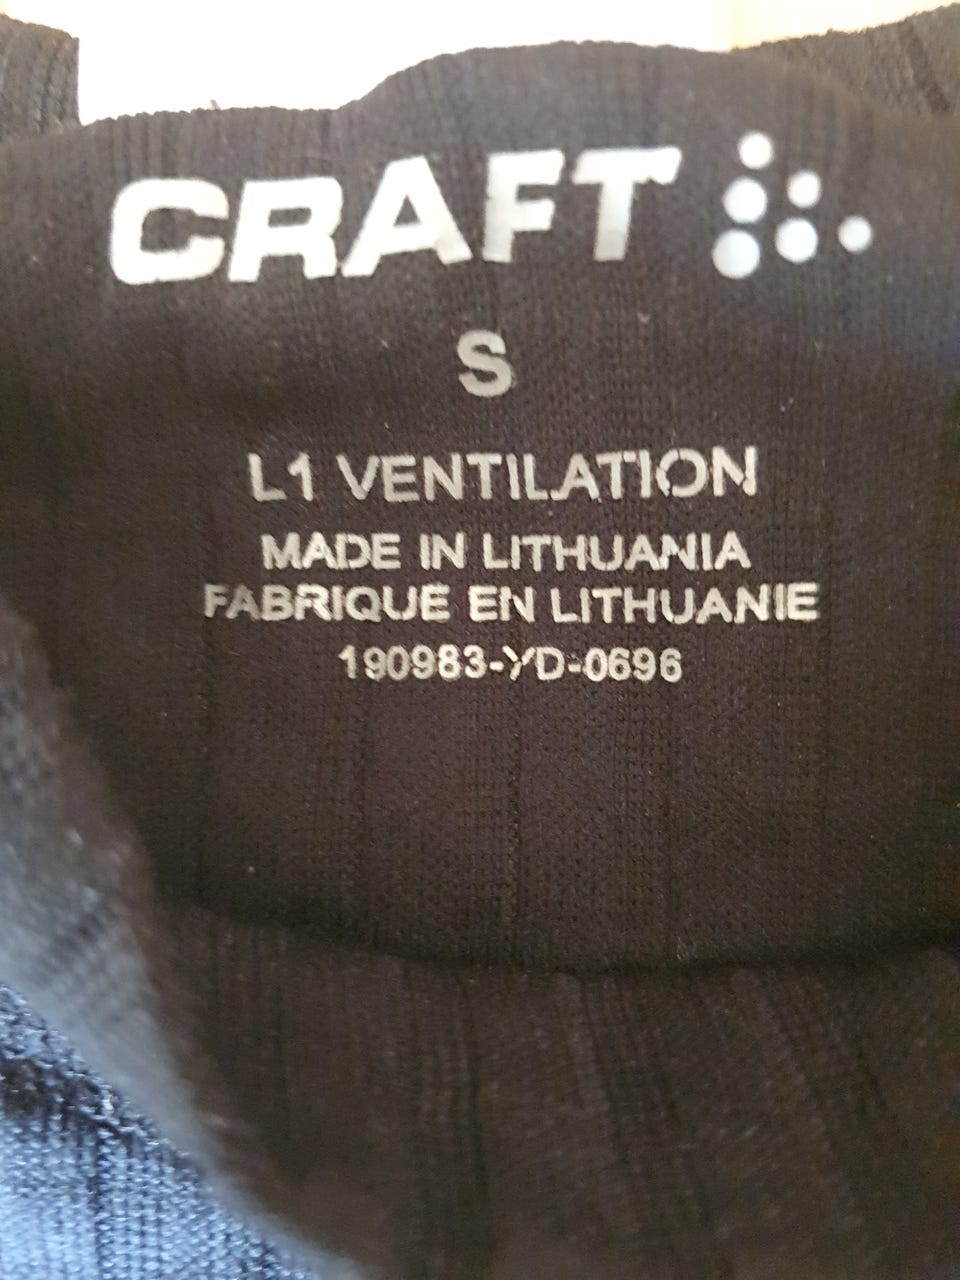 CRAFT
S
L1 VENTILATION
MADE IN LITHUANIA
FABRIQUE EN LITHUANIE
190983-YD-0696